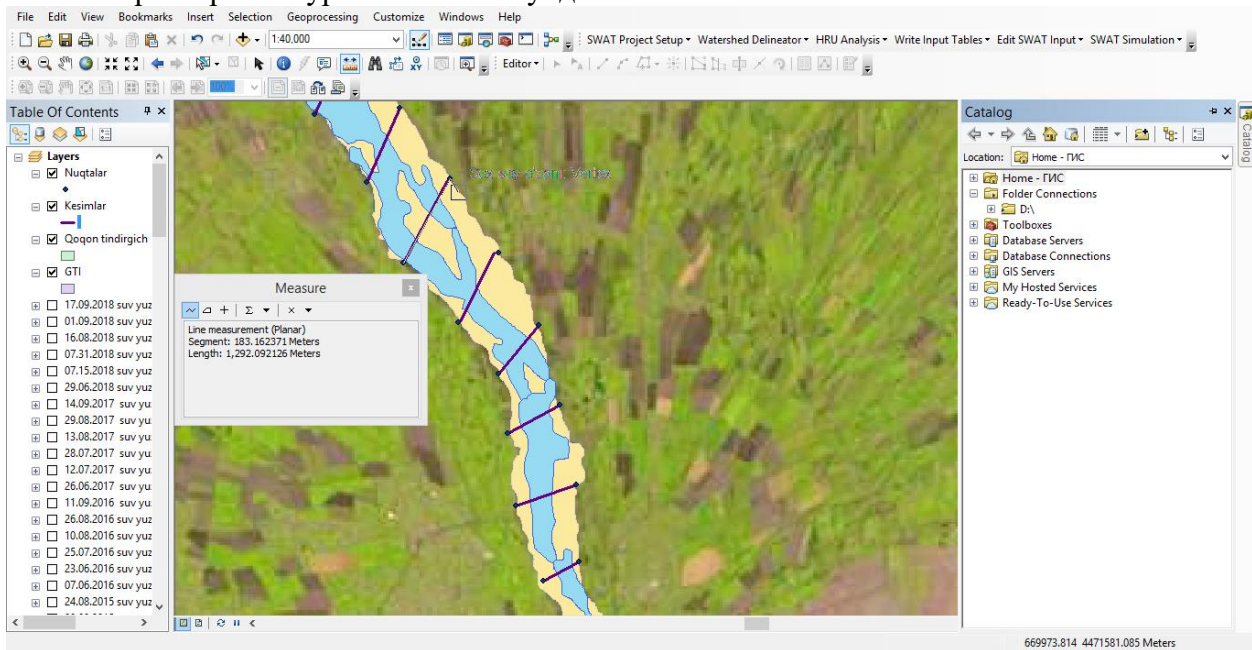 File Edit View Bookmarks Insert Selection Geoprocessing Customize Windows Help
1:40,000
SWAT Project Setup Watershed Delineator HRU Analysis Write Input Tables Edit SWAT Input SWAT Simulation
Editor
100%
Table Of Contents
Layers
Nuqtalar
Kesimlar
Qoqon tindirgich
GTI
17.09.2018 suv yuz
01.09.2018 suv yuz
16.08.2018 suv yuz
07.31.2018 suv yuz
07.15.2018 suv yuz
29.06.2018 suv yuz
14.09.2017 suv yu
29.08.2017 suv yu
13.08.2017 suv yu
28.07.2017 suv yu
12.07.2017 suv yu
26.06.2017 suv yu
11.09.2016 suv yu
26.08.2016 suv yuz
10.08.2016 suv yuz
25.07.2016 suv yuz
23.06.2016 suv yuz
07.06.2016 suv yuz
24.08.2015 suv yuz
Measure
Line measurement (Planar)
Segment: 183.162371 Meters
Length: 1,292.092126 Meters
Catalog
Location: Home - ГИС
Home - ГИС
Folder Connections
D:\
Toolboxes
Database Servers
Database Connections
GIS Servers
My Hosted Services
Ready-To-Use Services
Catalog
669973.814 4471581.085 Meters